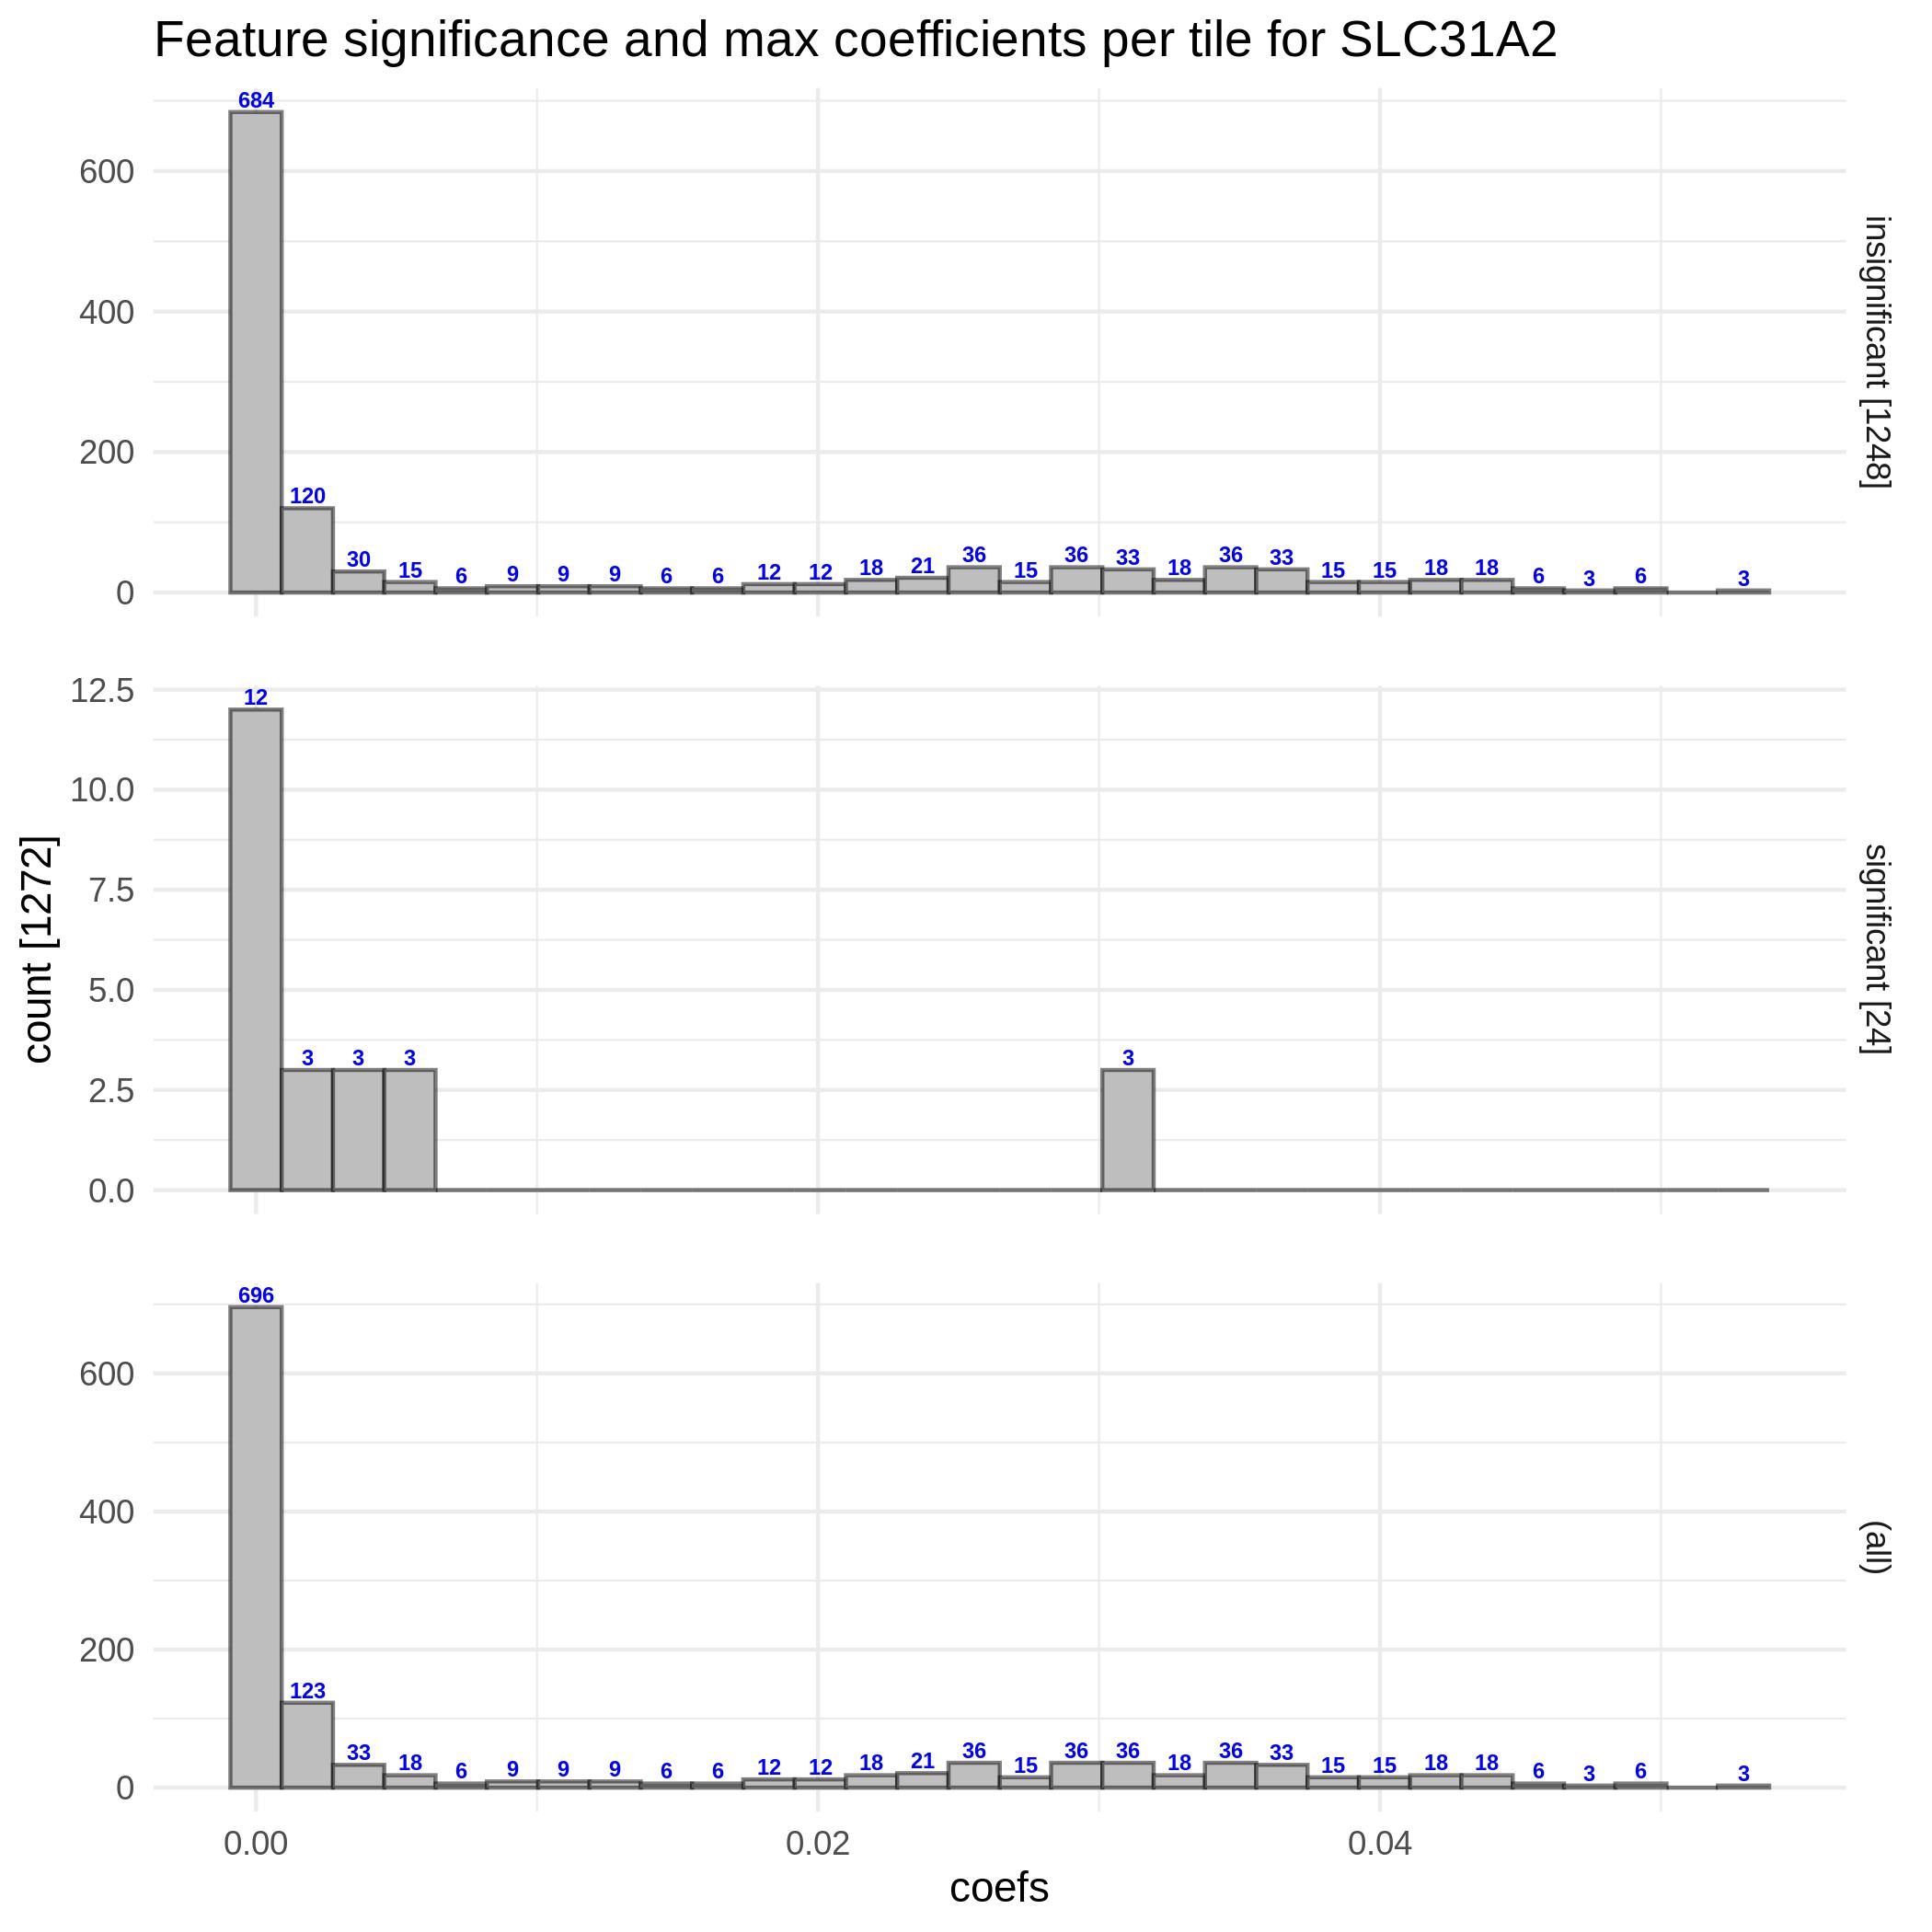 Feature significance and max coefficients per tile for SLC31A2
684
600
400
200
0
120
30 15 6 9 9 9 6 6 12 12 18 21 36 15 36 33 18 36 33 15 15 18 18 6 3 6 3
insignificant [1248]
count [1272]
12.5
10.0
7.5
5.0
2.5
0.0
12
3 3 3 3
significant [24]
696
600
400
200
0
123
33 18 6 9 9 9 6 6 12 12 18 21 36 15 36 36 18 36 33 15 15 18 18 6 3 6 3
(all)
0.00 0.02 0.04
coefs